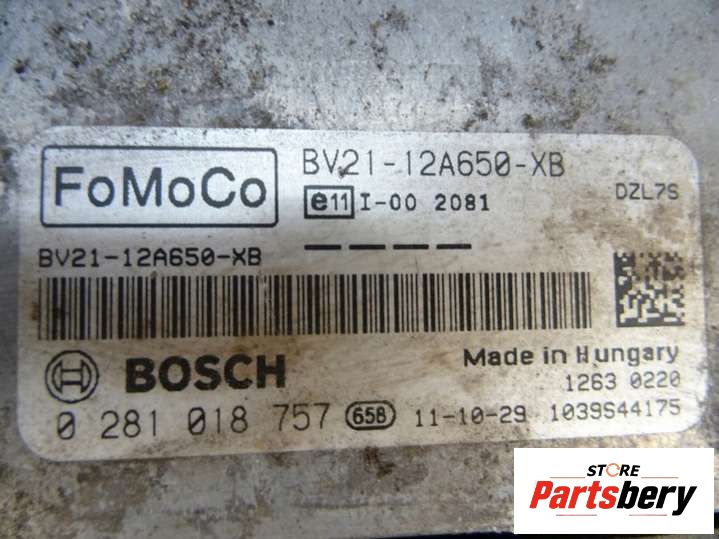 FoMoCo
BV21-12A650-XB
e11 I-00 2081
DZL7S
BV21-12A650-XB
BOSCH
Made in Hungary
1263 0220
0 281 018 757 65B 11-10-29 1039S44175
STORE
Partsbery